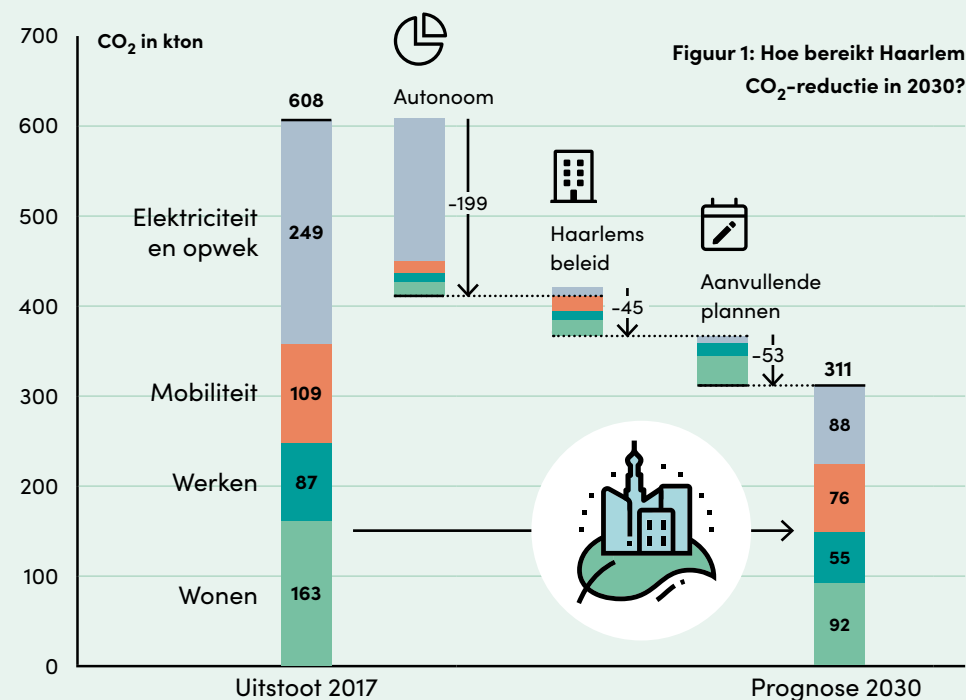 Figuur 1: Hoe bereikt Haarlem
CO₂-reductie in 2030?
CO₂ in kton
700
600
500
400
300
200
100
0
608
Elektriciteit
en opwek
249
Mobiliteit
109
Werken
87
Wonen
163
Autonoom
-199
Haarlems
beleid
-45
Aanvullende
plannen
-53
311
88
76
55
92
Uitstoot 2017
Prognose 2030